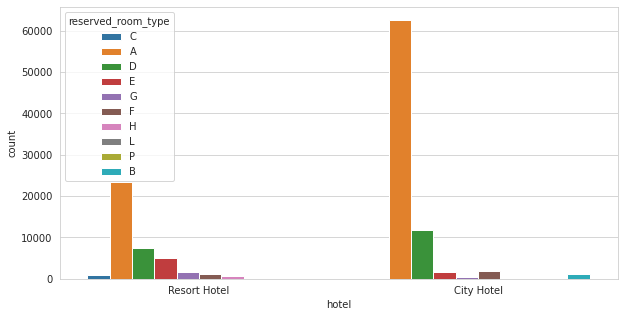 reserved_room_type
C
A
D
E
G
F
H
L
P
B
60000
50000
40000
30000
20000
10000
0
count
Resort Hotel
City Hotel
hotel